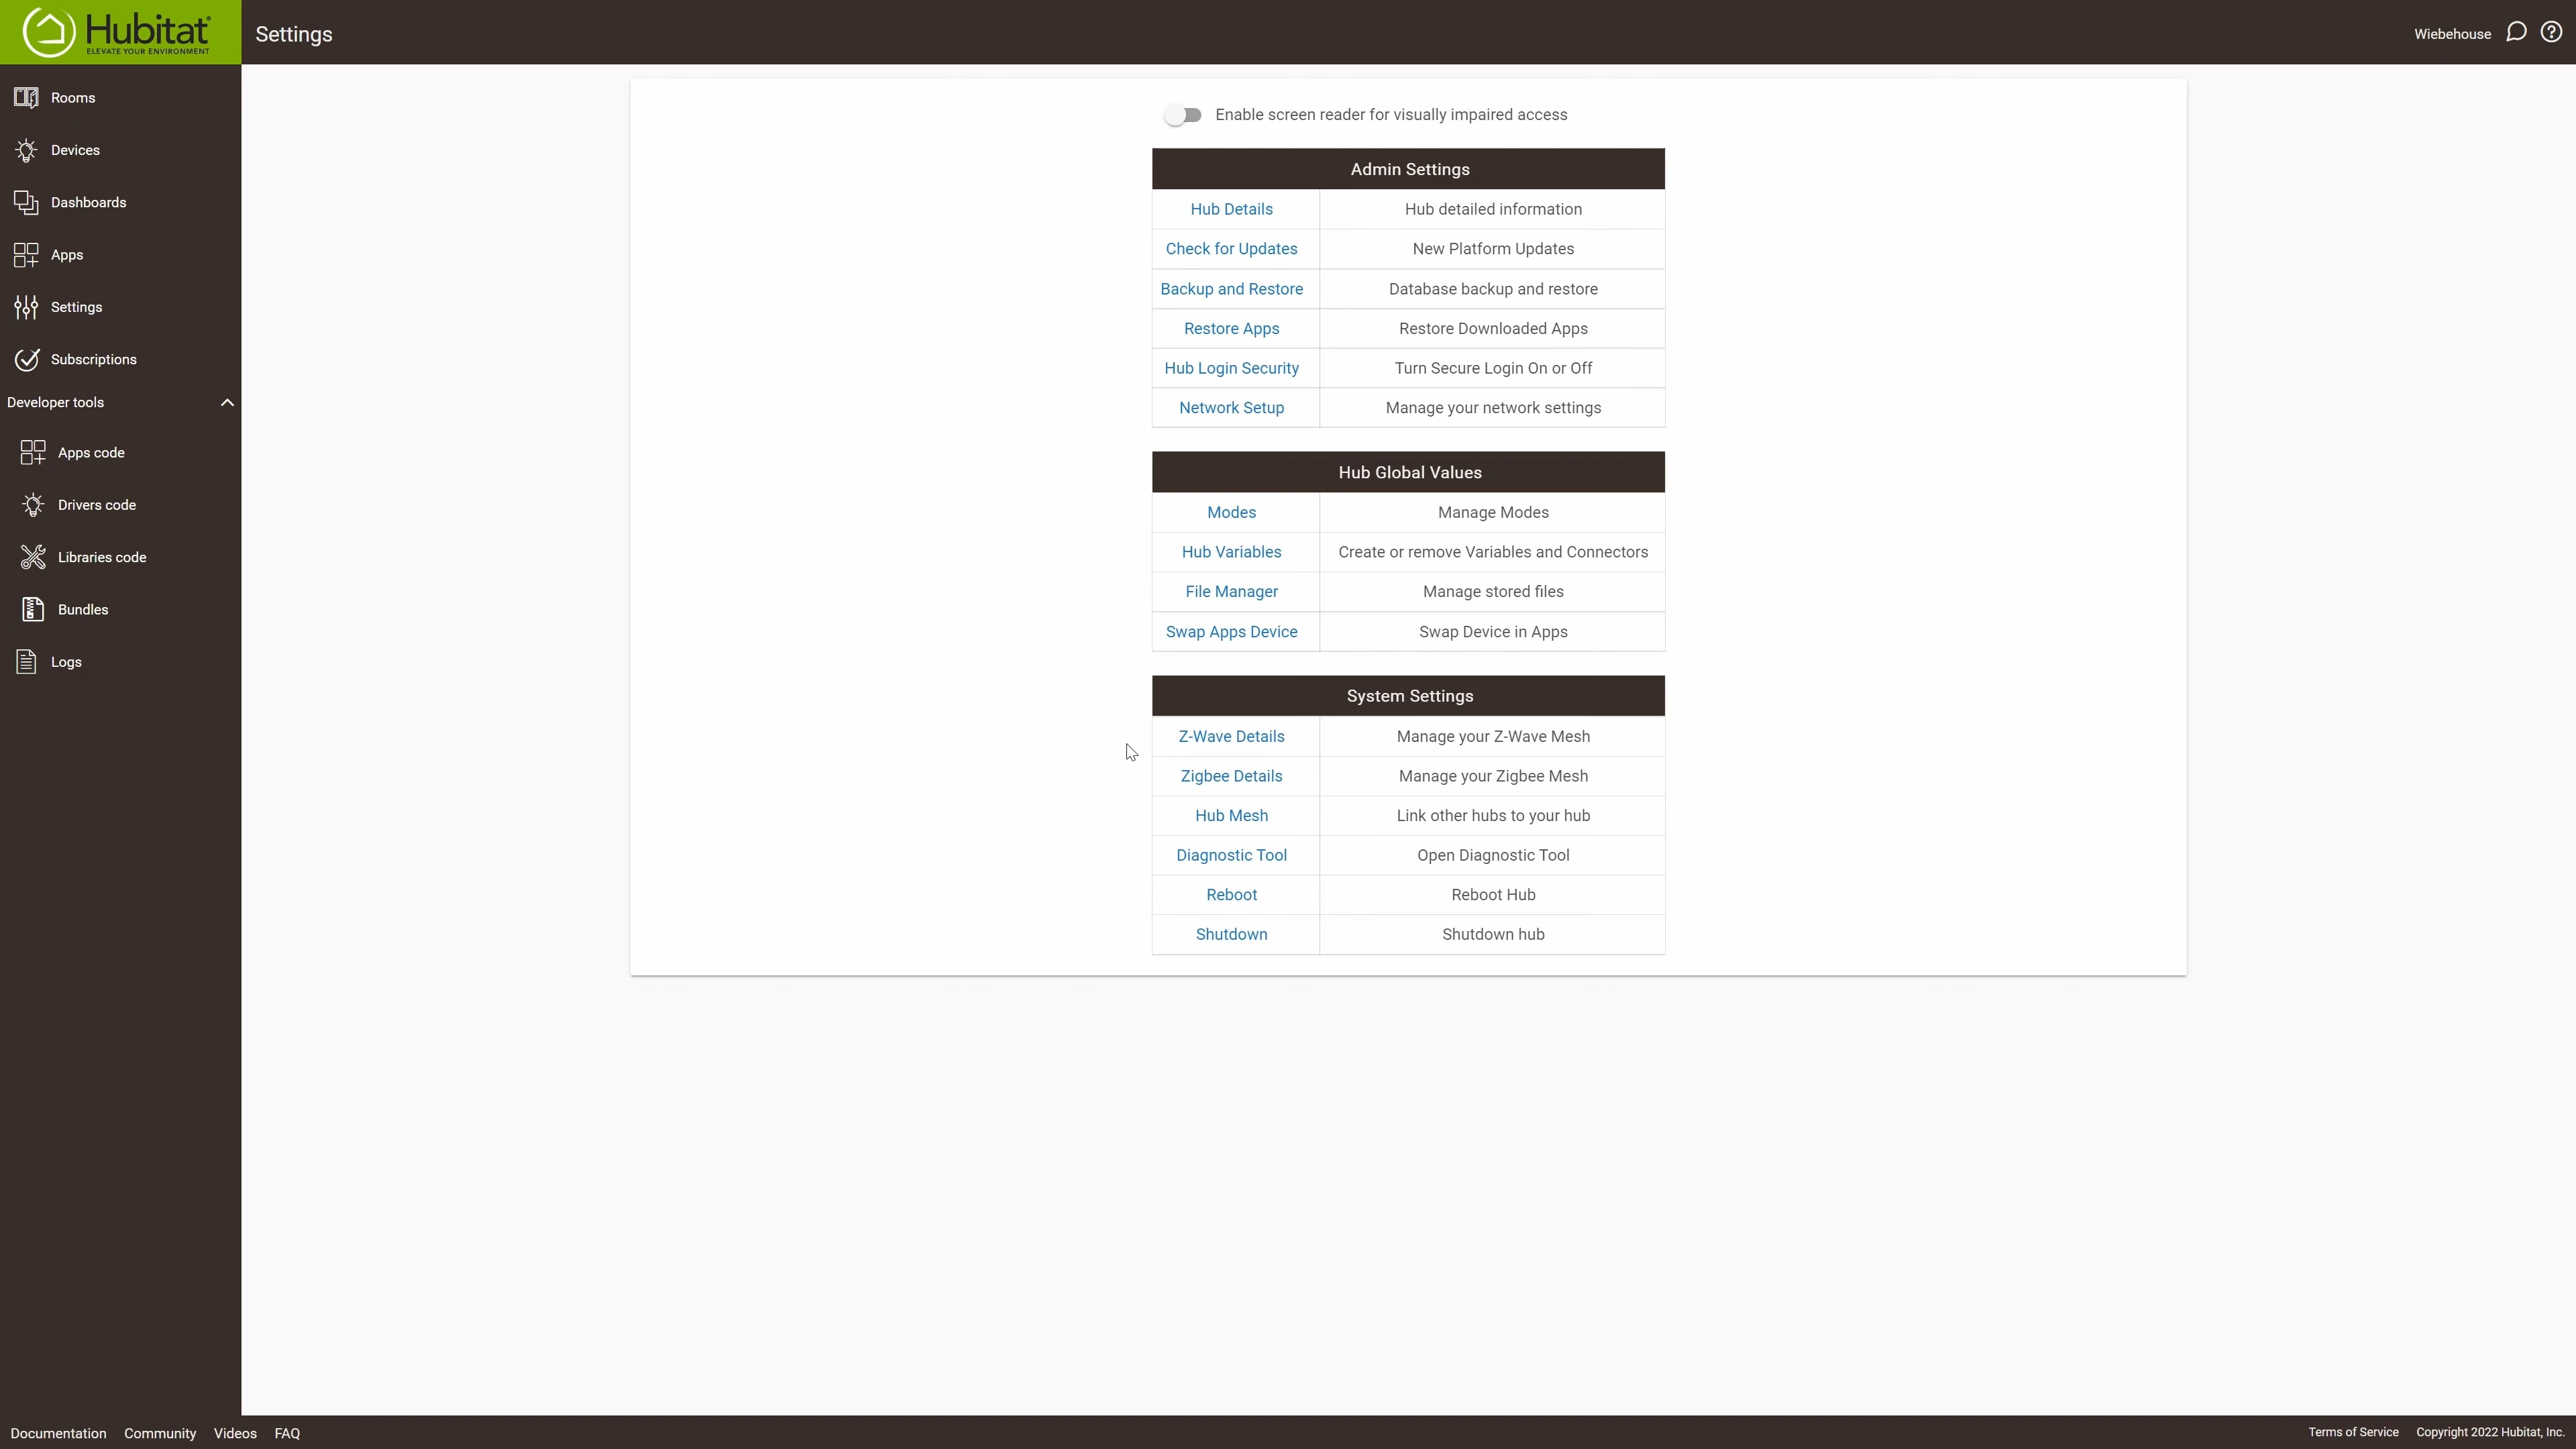 Hubitat®
ELEVATE YOUR ENVIRONMENT
Settings
Wiebehouse
Rooms
Devices
Dashboards
Apps
Settings
Subscriptions
Developer tools
Apps code
Drivers code
Libraries code
Bundles
Logs
Enable screen reader for visually impaired access
Admin Settings
Hub Details Hub detailed information
Check for Updates New Platform Updates
Backup and Restore Database backup and restore
Restore Apps Restore Downloaded Apps
Hub Login Security Turn Secure Login On or Off
Network Setup Manage your network settings
Hub Global Values
Modes Manage Modes
Hub Variables Create or remove Variables and Connectors
File Manager Manage stored files
Swap Apps Device Swap Device in Apps
System Settings
Z-Wave Details Manage your Z-Wave Mesh
Zigbee Details Manage your Zigbee Mesh
Hub Mesh Link other hubs to your hub
Diagnostic Tool Open Diagnostic Tool
Reboot Reboot Hub
Shutdown Shutdown hub
Documentation Community Videos FAQ
Terms of Service Copyright 2022 Hubitat, Inc.